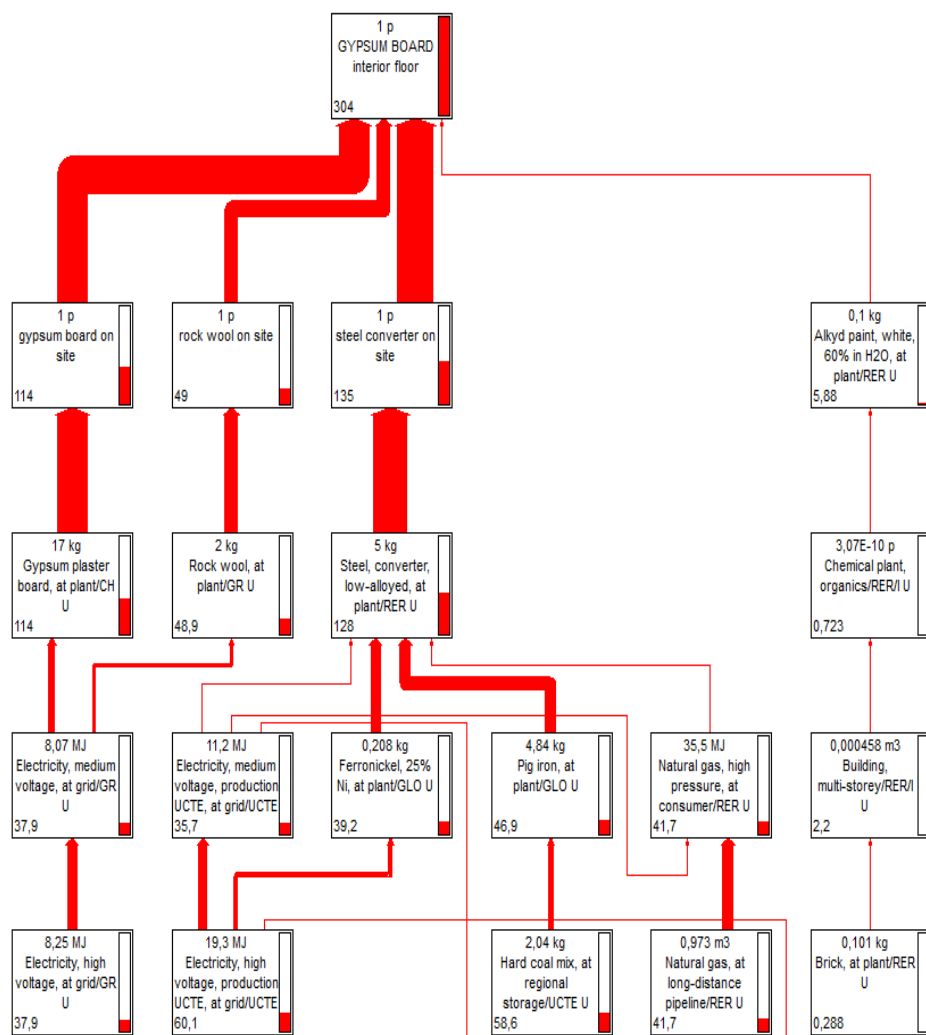 1 p
GYPSUM BOARD
interior floor
304
1 p
gypsum board on
site
114
1 p
rock wool on site
49
1 p
steel converter on
site
135
0,1 kg
Alkyd paint, white,
60% in H2O, at
plant/RER U
5,88
17 kg
Gypsum plaster
board, at plant/CH
U
114
2 kg
Rock wool, at
plant/GR U
48,9
5 kg
Steel, converter,
low-alloyed, at
plant/RER U
128
3,07E-10 p
Chemical plant,
organics/RER/I U
0,723
8,07 MJ
Electricity, medium
voltage, at grid/GR
U
37,9
11,2 MJ
Electricity, medium
voltage, production
UCTE, at grid/UCTE
35,7
0,208 kg
Ferronickel, 25%
Ni, at plant/GLO U
39,2
4,84 kg
Pig iron, at
plant/GLO U
46,9
35,5 MJ
Natural gas, high
pressure, at
consumer/RER U
41,7
0,000458 m3
Building,
multi-storey/RER/I
U
2,2
8,25 MJ
Electricity, high
voltage, at grid/GR
U
37,9
19,3 MJ
Electricity, high
voltage, production
UCTE, at grid/UCTE
60,1
2,04 kg
Hard coal mix, at
regional
storage/UCTE U
58,6
0,973 m3
Natural gas, at
long-distance
pipeline/RER U
41,7
0,101 kg
Brick, at plant/RER
U
0,288